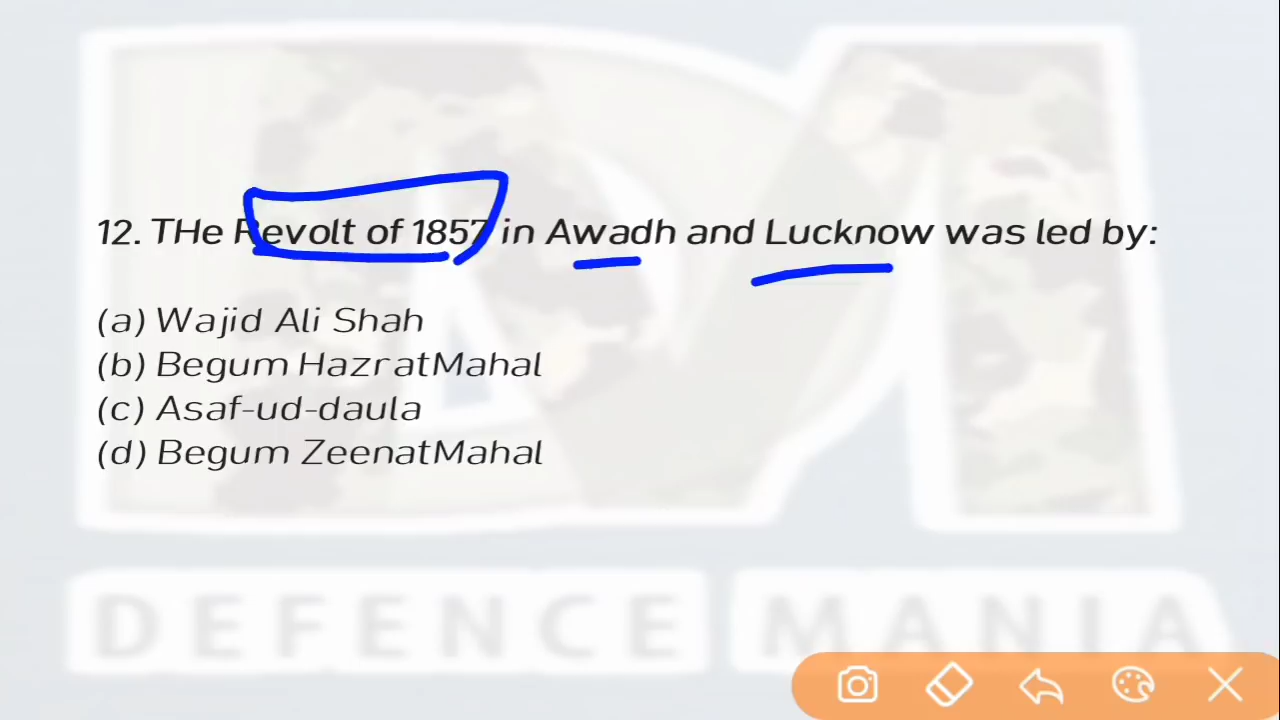 12. THe Revolt of 1857 in Awadh and Lucknow was led by:
(a) Wajid Ali Shah
(b) Begum HazratMahal
(c) Asaf-ud-daula
(d) Begum ZeenatMahal
DEFENCE MANIA